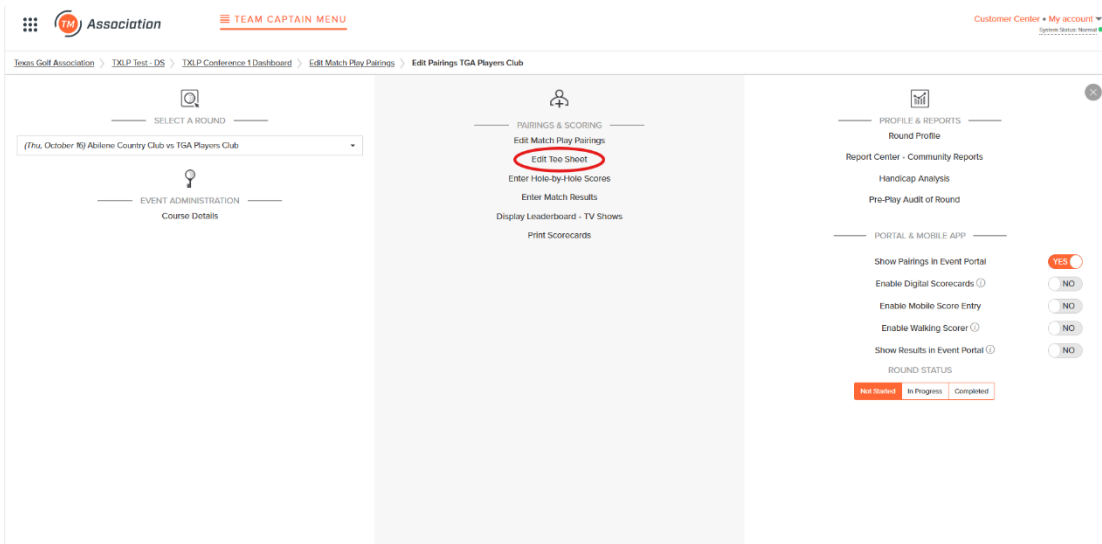 TM Association
TEAM CAPTAIN MENU
Customer Center • My account
System Status: Normal
Texas Golf Association
TXLP Test - DS
TXLP Conference 1 Dashboard
Edit Match Play Pairings
Edit Pairings TGA Players Club
SELECT A ROUND
(Thu, October 16) Abilene Country Club vs TGA Players Club
EVENT ADMINISTRATION
Course Details
PAIRINGS & SCORING
Edit Match Play Pairings
Edit Tee Sheet
Enter Hole-by-Hole Scores
Enter Match Results
Display Leaderboard - TV Shows
Print Scorecards
PROFILE & REPORTS
Round Profile
Report Center - Community Reports
Handicap Analysis
Pre-Play Audit of Round
PORTAL & MOBILE APP
Show Pairings in Event Portal YES
Enable Digital Scorecards NO
Enable Mobile Score Entry NO
Enable Walking Scorer NO
Show Results in Event Portal NO
ROUND STATUS
Not Started In Progress Completed